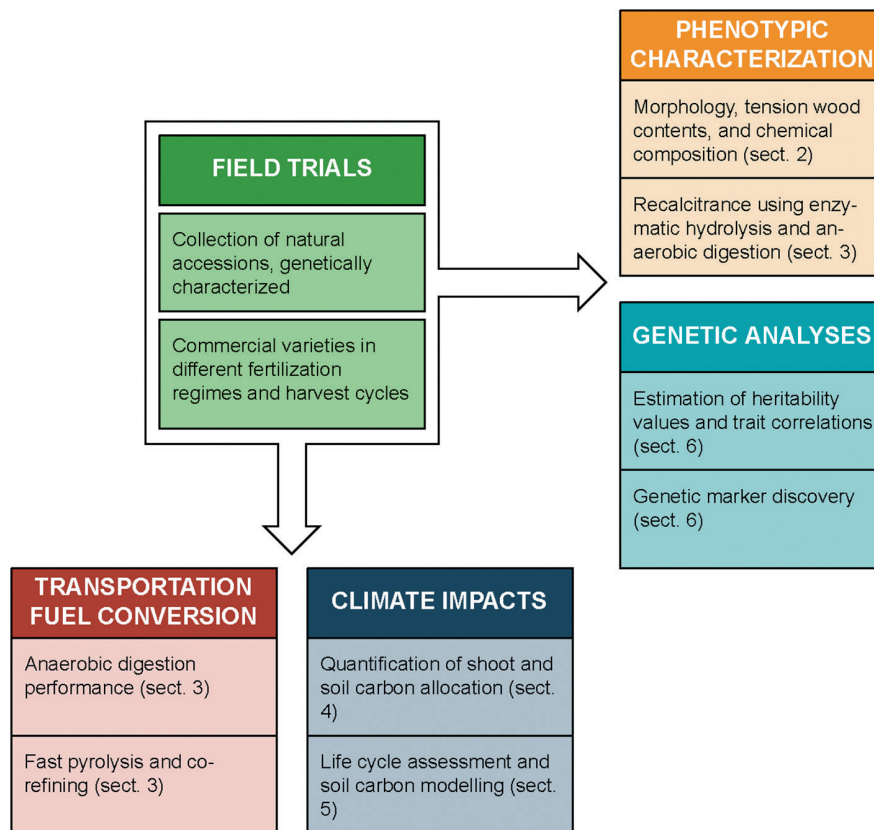 PHENOTYPIC
CHARACTERIZATION
Morphology, tension wood
contents, and chemical
composition (sect. 2)
Recalcitrance using enzy-
matic hydrolysis and an-
aerobic digestion (sect. 3)
FIELD TRIALS
Collection of natural
accessions, genetically
characterized
Commercial varieties in
different fertilization
regimes and harvest cycles
GENETIC ANALYSES
Estimation of heritability
values and trait correlations
(sect. 6)
Genetic marker discovery
(sect. 6)
TRANSPORTATION
FUEL CONVERSION
Anaerobic digestion
performance (sect. 3)
Fast pyrolysis and co-
refining (sect. 3)
CLIMATE IMPACTS
Quantification of shoot and
soil carbon allocation (sect.
4)
Life cycle assessment and
soil carbon modelling (sect.
5)